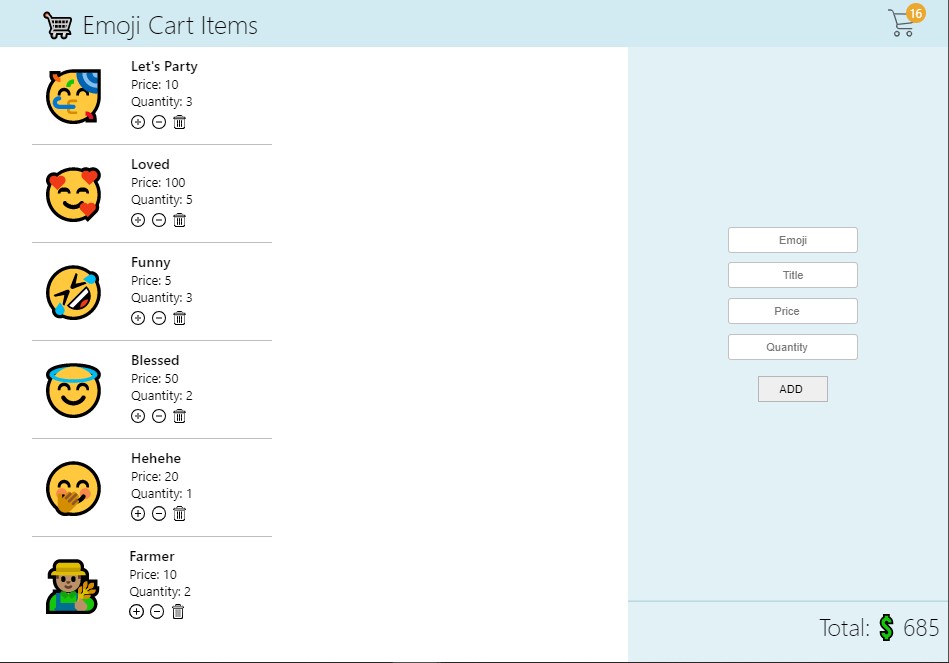 Emoji Cart Items
16
Let's Party
Price: 10
Quantity: 3
Loved
Price: 100
Quantity: 5
Funny
Price: 5
Quantity: 3
Blessed
Price: 50
Quantity: 2
Hehehe
Price: 20
Quantity: 1
Farmer
Price: 10
Quantity: 2
Emoji
Title
Price
Quantity
ADD
Total: 💲 685